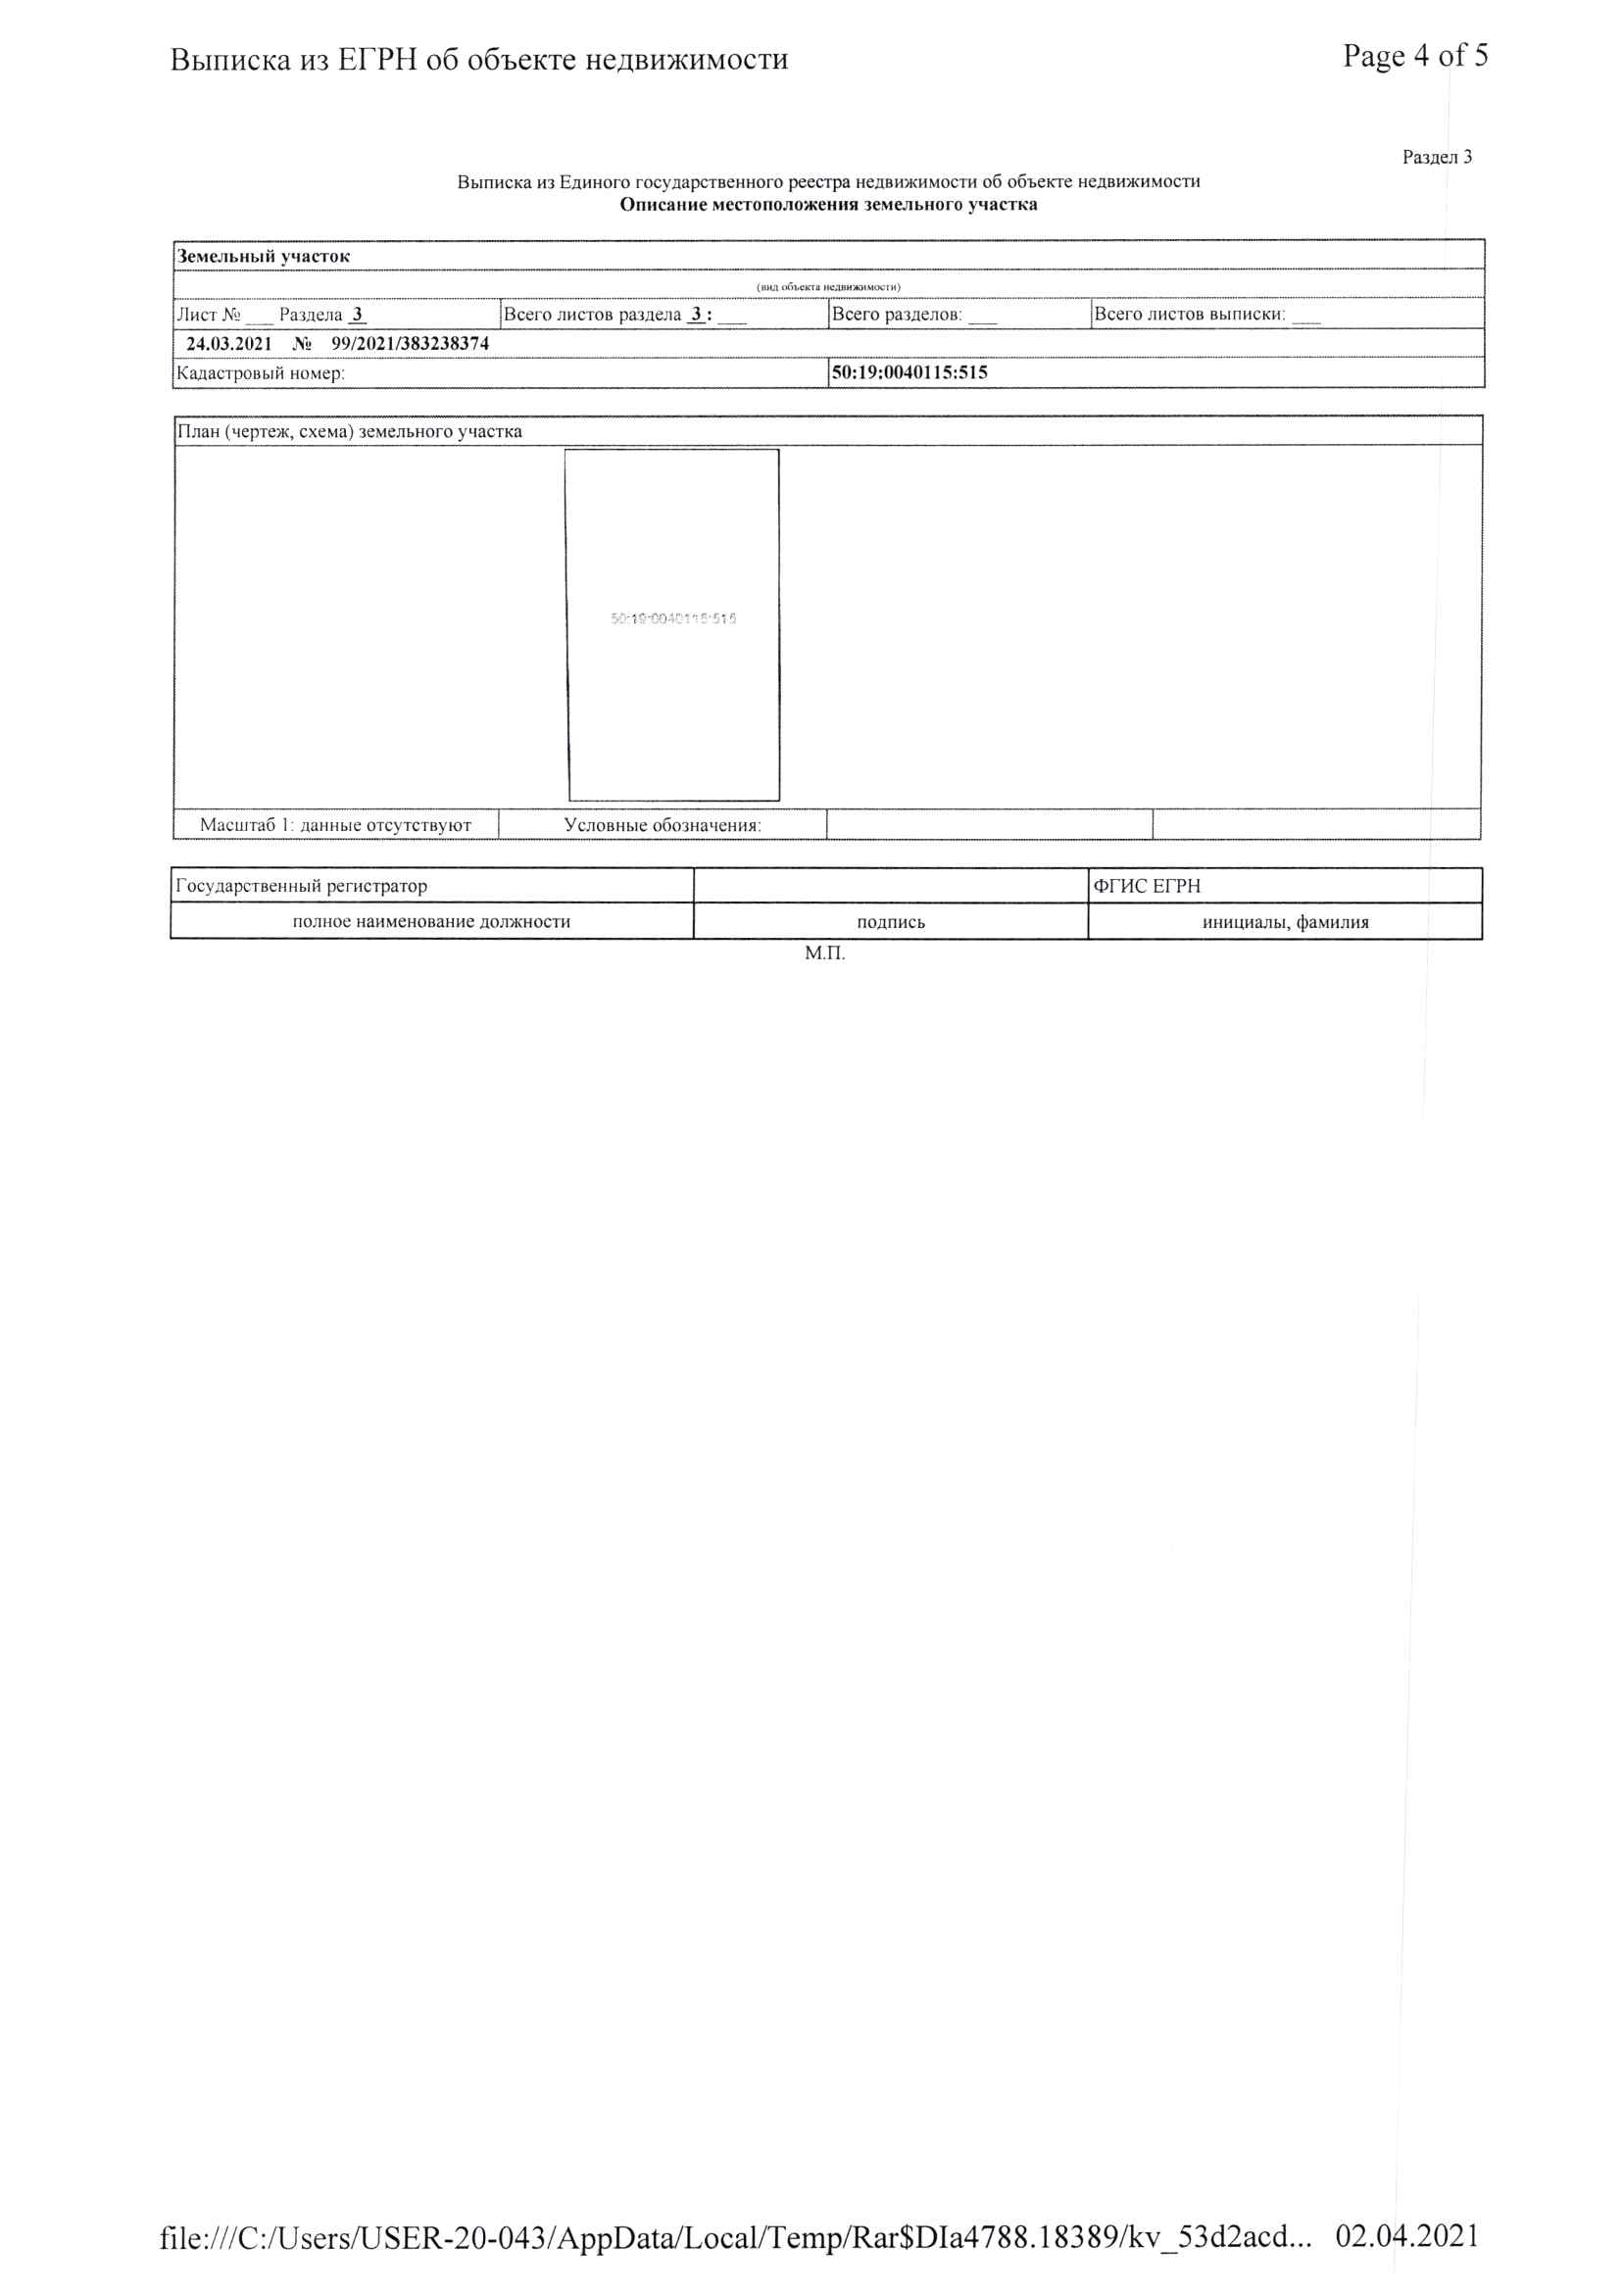 Выписка из ЕГРН об объекте недвижимости Page 4 of 5
Раздел 3
Выписка из Единого государственного реестра недвижимости об объекте недвижимости
Описание местоположения земельного участка
Земельный участок
(вид объекта недвижимости)
Лист № ___ Раздела 3 Всего листов раздела 3 : ___ Всего разделов: ___ Всего листов выписки: ___
24.03.2021 № 99/2021/383238374
Кадастровый номер: 50:19:0040115:515
План (чертеж, схема) земельного участка
50:19:0040115:515
Масштаб 1: данные отсутствуют Условные обозначения:
Государственный регистратор ФГИС ЕГРН
полное наименование должности подпись инициалы, фамилия
М.П.
file:///C:/Users/USER-20-043/AppData/Local/Temp/Rar$DIa4788.18389/kv_53d2acd... 02.04.2021